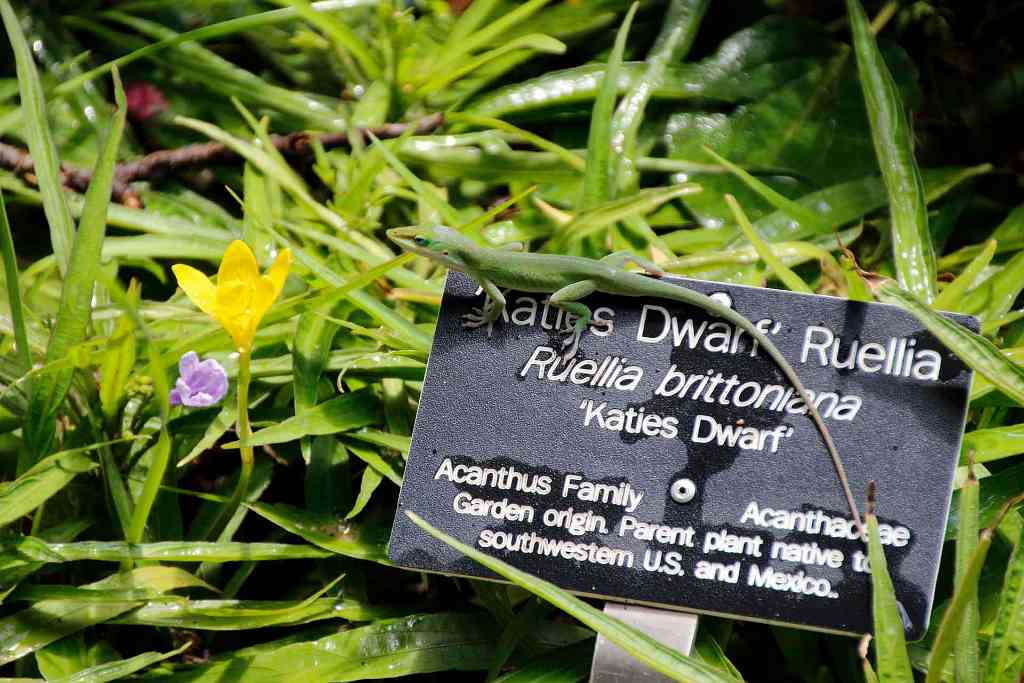 'Katies Dwarf' Ruellia
Ruellia brittoniana
'Katies Dwarf'
Acanthus Family Acanthaceae
Garden origin. Parent plant native to
southwestern U.S. and Mexico..